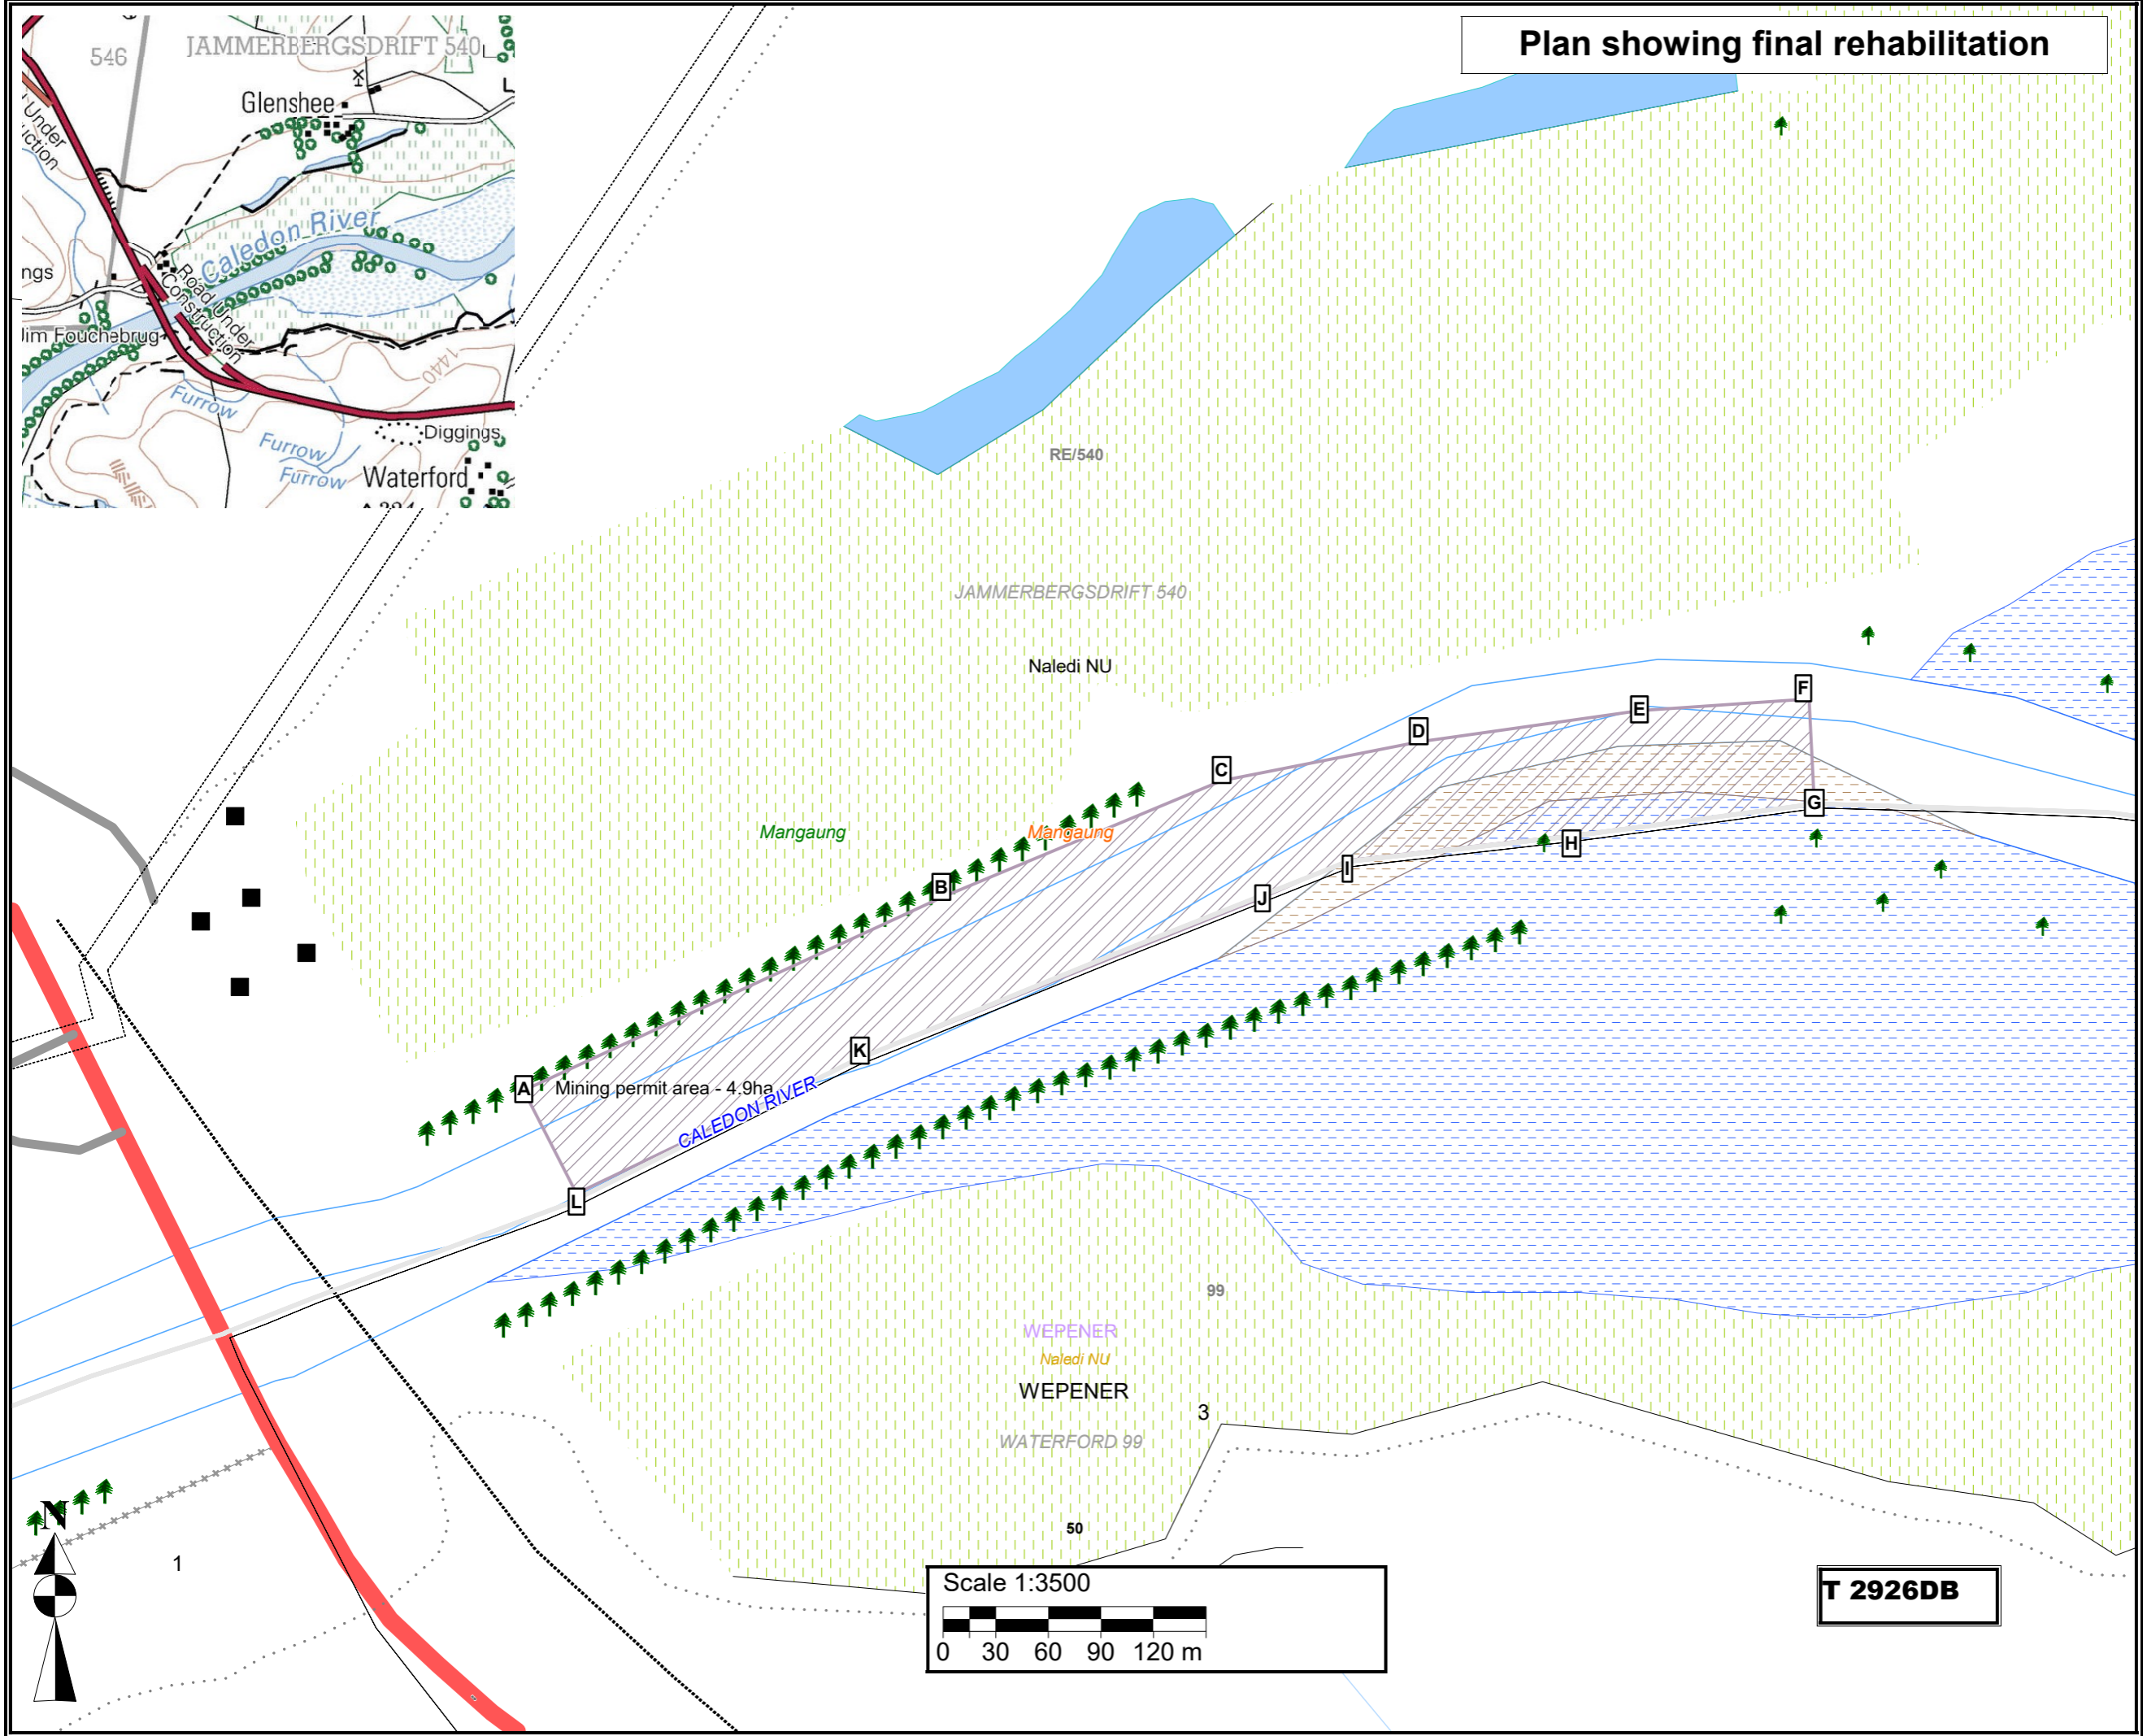 Plan showing final rehabilitation
546
JAMMERBERGSDRIFT 540
L
Glenshee
Under
uction
Caledon River
ngs
Road Under
Construction
im Fouchebrug
1440
Furrow
Diggings
Furrow
Furrow
Waterford
RE/540
JAMMERBERGSDRIFT 540
Naledi NU
F
E
D
C
G
Mangaung
Mangaung
H
I
B
J
K
A
Mining permit area - 4.9ha
CALEDON RIVER
L
99
WEPENER
Naledi NU
WEPENER
3
WATERFORD 99
50
N
1
Scale 1:3500
0 30 60 90 120 m
T 2926DB